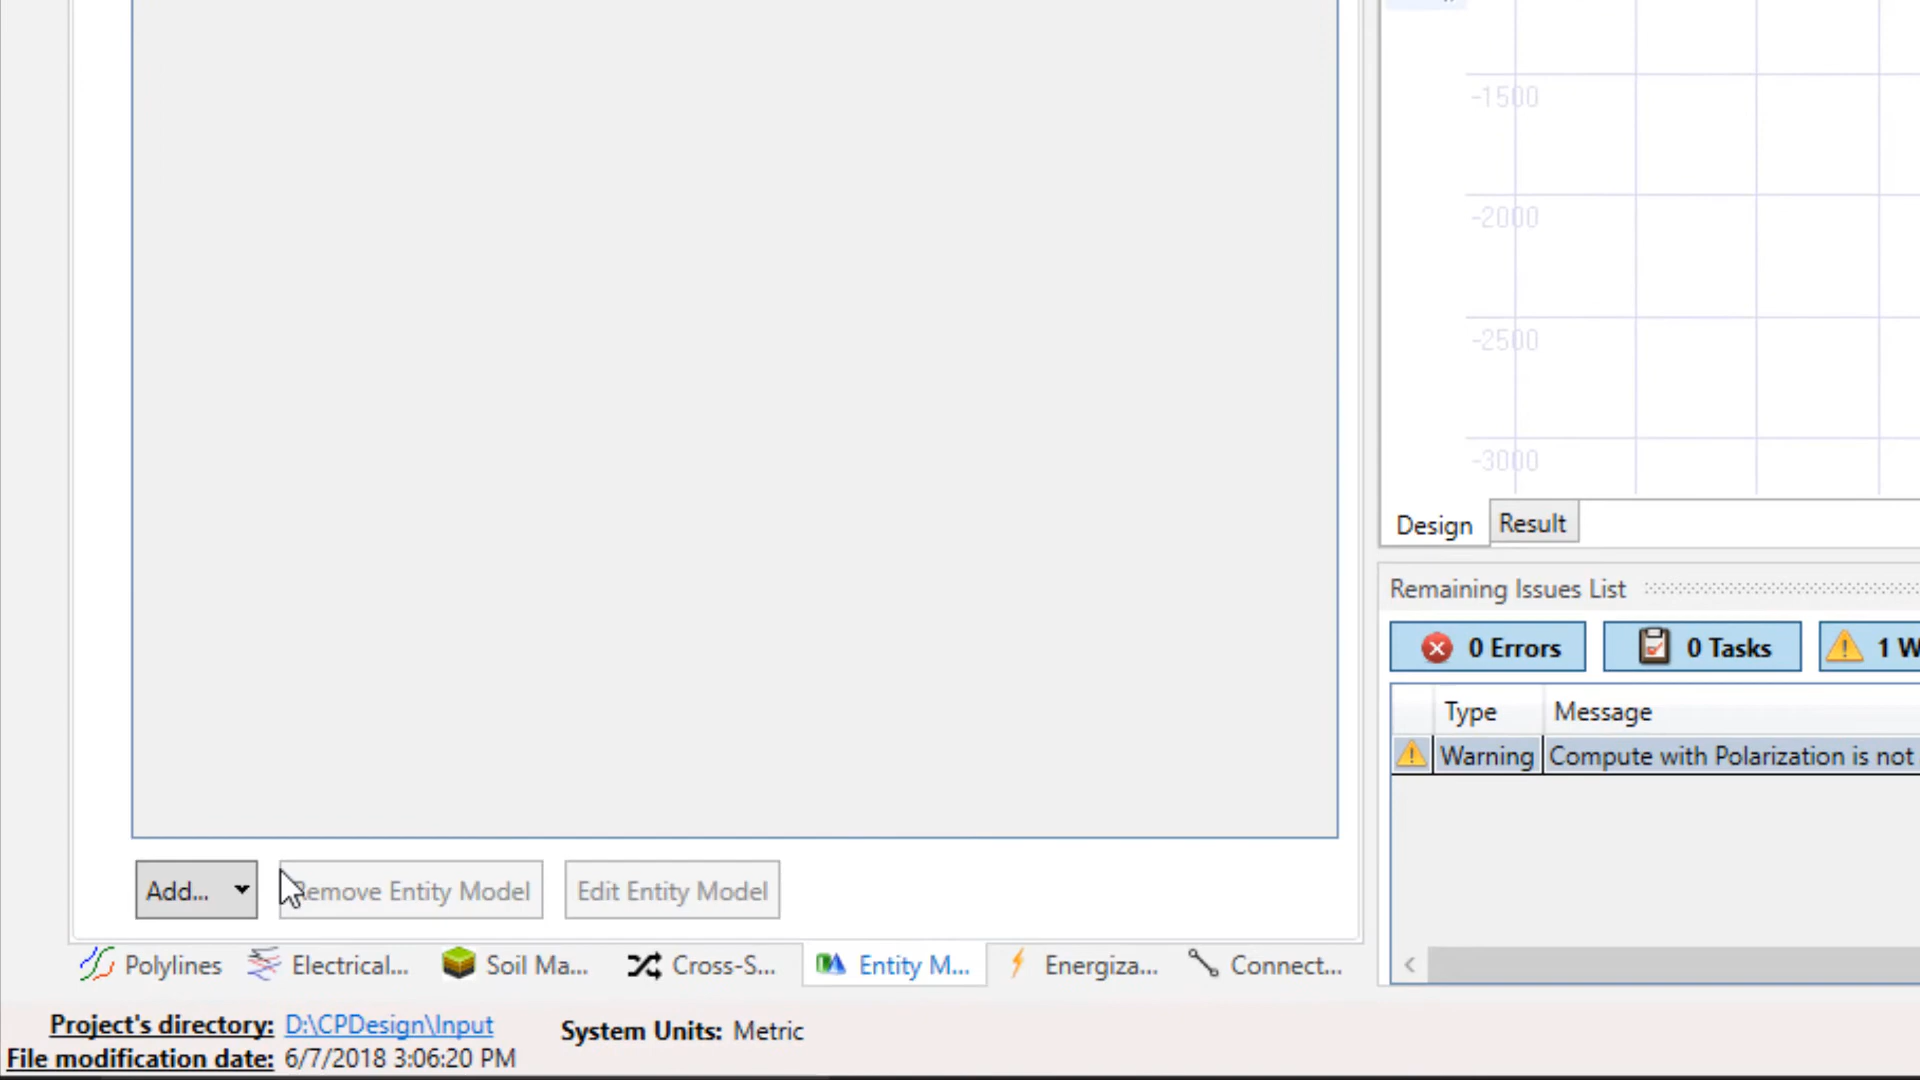 -1500
-2000
-2500
-3000
Design Result
Remaining Issues List
0 Errors 0 Tasks 1 W
Type Message
Warning Compute with Polarization is not
Add... emove Entity Model Edit Entity Model
Polylines Electrical... Soil Ma... Cross-S... Entity M... Energiza... Connect...
Project's directory: D:\CPDesign\Input System Units: Metric
File modification date: 6/7/2018 3:06:20 PM